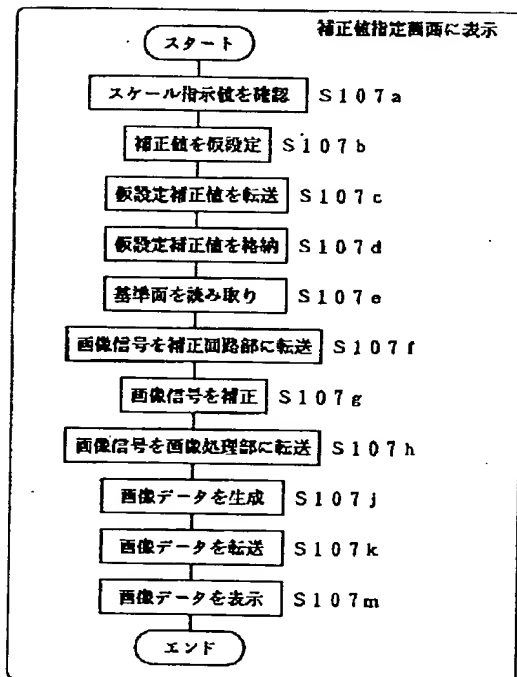 補正値指定画面に表示
スタート
スケール指示値を確認 S107a
補正値を仮設定 S107b
仮設定補正値を転送 S107c
仮設定補正値を格納 S107d
基準面を読み取り S107e
画像信号を補正回路部に転送 S107f
画像信号を補正 S107g
画像信号を画像処理部に転送 S107h
画像データを生成 S107j
画像データを転送 S107k
画像データを表示 S107m
エンド